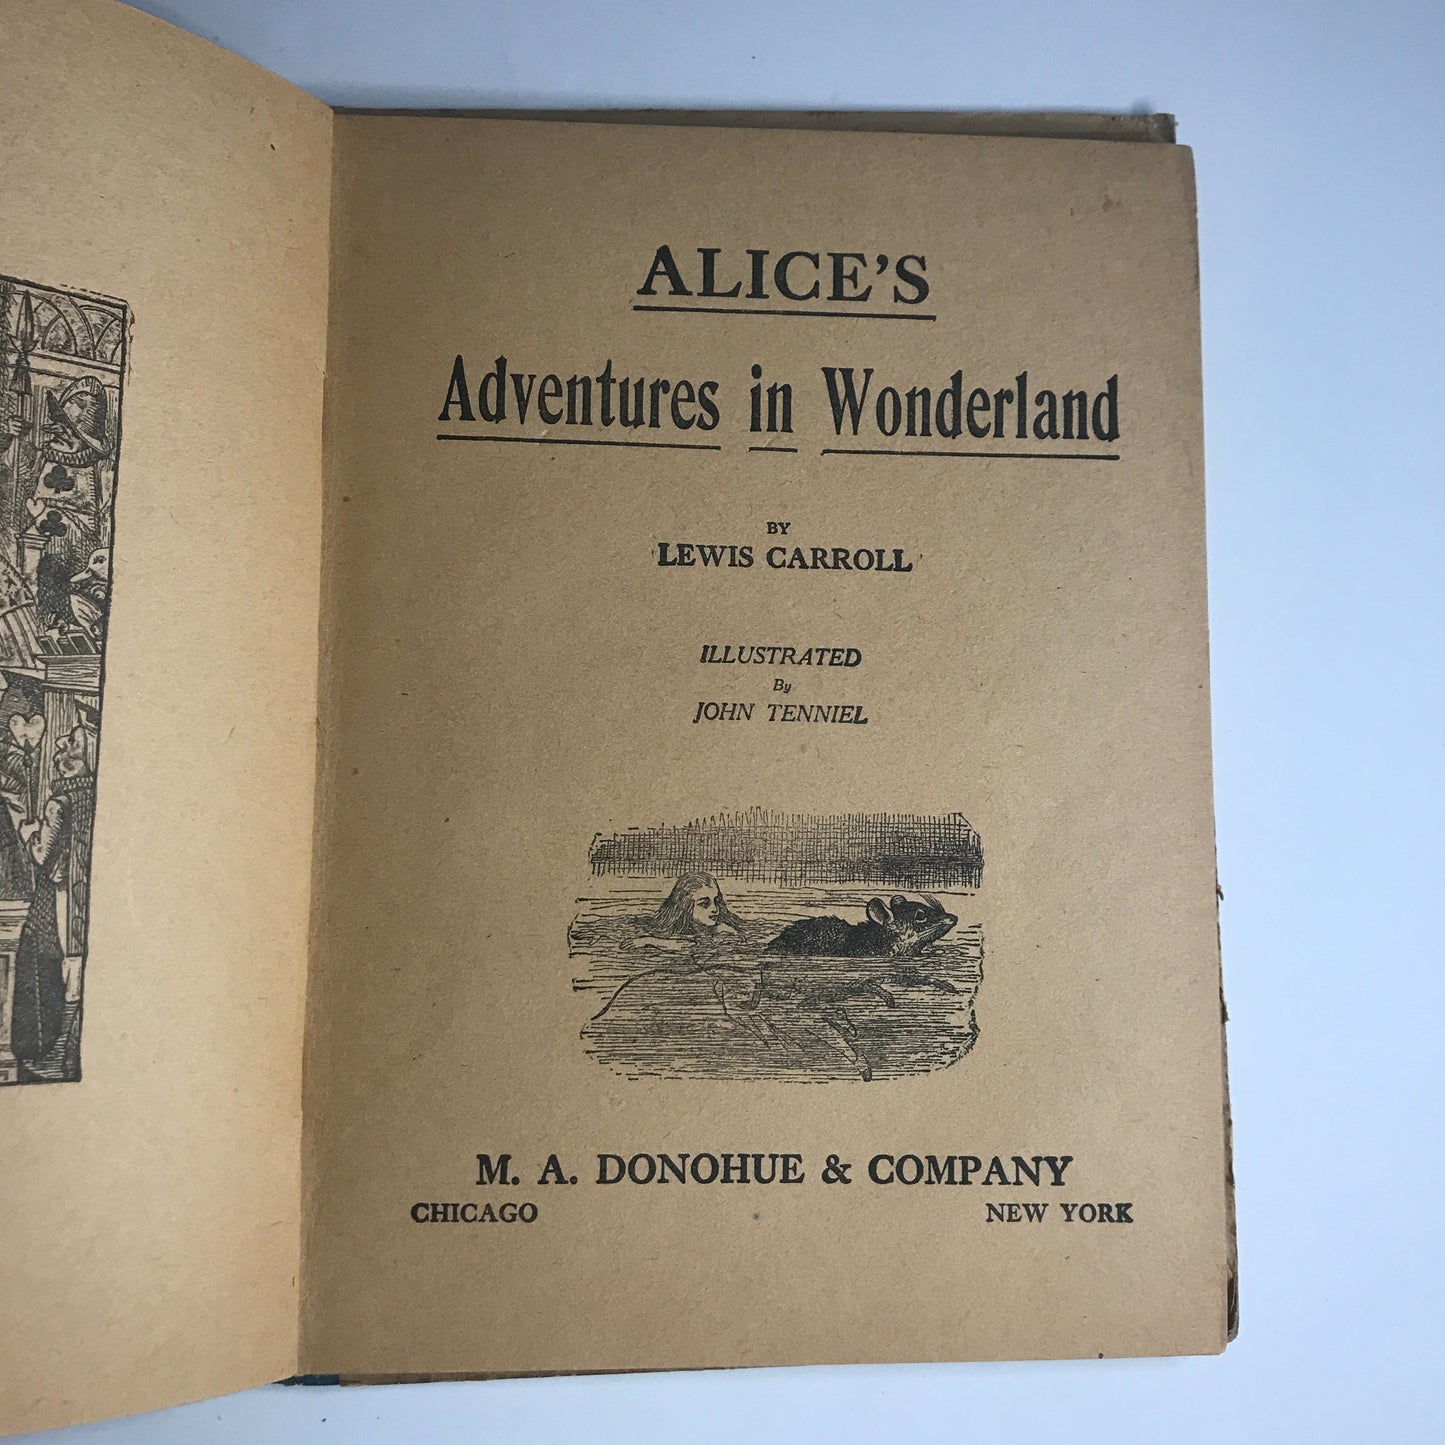 ALICE'S
Adventures in Wonderland
BY
LEWIS CARROLL
ILLUSTRATED
By
JOHN TENNIEL
M. A. DONOHUE & COMPANY
CHICAGO NEW YORK